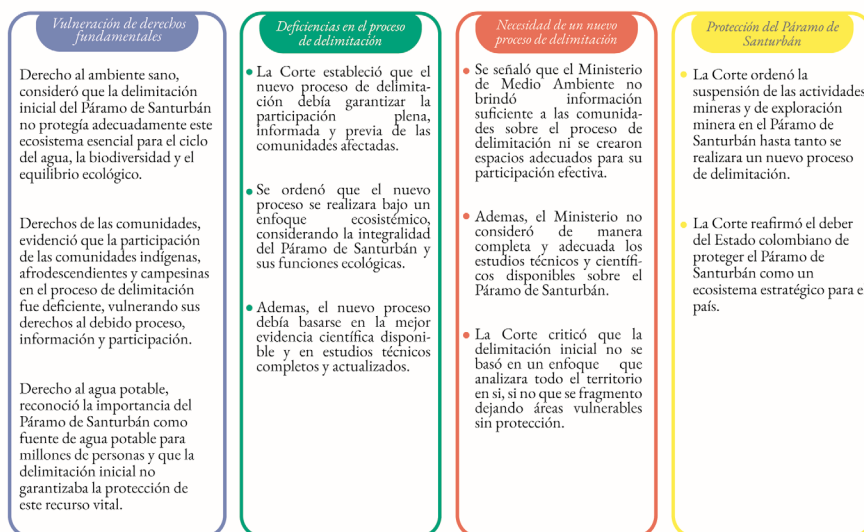 Vulneración de derechos
fundamentales
Derecho al ambiente sano,
consideró que la delimitación
inicial del Páramo de Santurbán
no protegía adecuadamente este
ecosistema esencial para el ciclo
del agua, la biodiversidad y el
equilibrio ecológico.
Derechos de las comunidades,
evidenció que la participación
de las comunidades indígenas,
afrodescendientes y campesinas
en el proceso de delimitación
fue deficiente, vulnerando sus
derechos al debido proceso,
información y participación.
Derecho al agua potable,
reconoció la importancia del
Páramo de Santurbán como
fuente de agua potable para
millones de personas y que la
delimitación inicial no
garantizaba la protección de
este recurso vital.
Deficiencias en el proceso
de delimitación
La Corte estableció que el
nuevo proceso de delimita-
ción debía garantizar la
participación plena,
informada y previa de las
comunidades afectadas.
Se ordenó que el nuevo
proceso se realizara bajo un
enfoque ecosistémico,
considerando la integralidad
del Páramo de Santurbán y
sus funciones ecológicas.
Ademas, el nuevo proceso
debía basarse en la mejor
evidencia científica disponi-
ble y en estudios técnicos
completos y actualizados.
Necesidad de un nuevo
proceso de delimitación
Se señaló que el Ministerio
de Medio Ambiente no
brindó información
suficiente a las comunida-
des sobre el proceso de
delimitación ni se crearon
espacios adecuados para su
participación efectiva.
Ademas, el Ministerio no
consideró de manera
completa y adecuada los
estudios técnicos y científi-
cos disponibles sobre el
Páramo de Santurbán.
La Corte criticó que la
delimitación inicial no se
basó en un enfoque que
analizara todo el territorio
en si, si no que se fragmento
dejando áreas vulnerables
sin protección.
Protección del Páramo de
Santurbán
La Corte ordenó la
suspensión de las actividades
mineras y de exploración
minera en el Páramo de
Santurbán hasta tanto se
realizara un nuevo proceso
de delimitación.
La Corte reafirmó el deber
del Estado colombiano de
proteger el Páramo de
Santurbán como un
ecosistema estratégico para e
país.